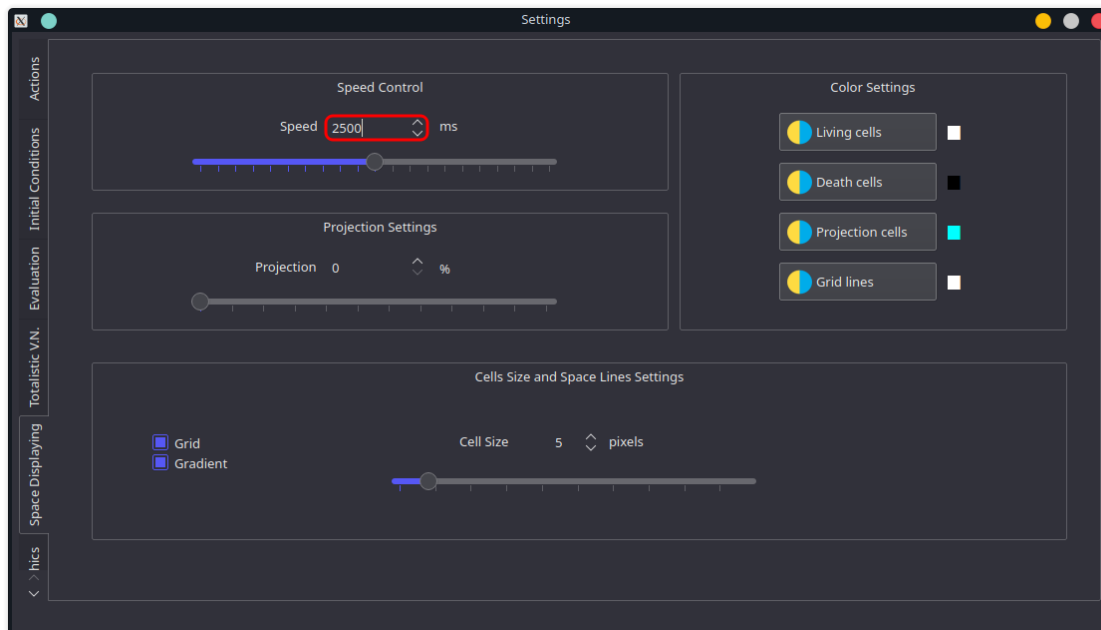 Settings
Actions
Initial Conditions
Evaluation
Totalistic V.N.
Space Displaying
hics
Speed Control
Speed 2500 ms
Projection Settings
Projection 0 %
Color Settings
Living cells
Death cells
Projection cells
Grid lines
Cells Size and Space Lines Settings
Grid
Gradient
Cell Size 5 pixels